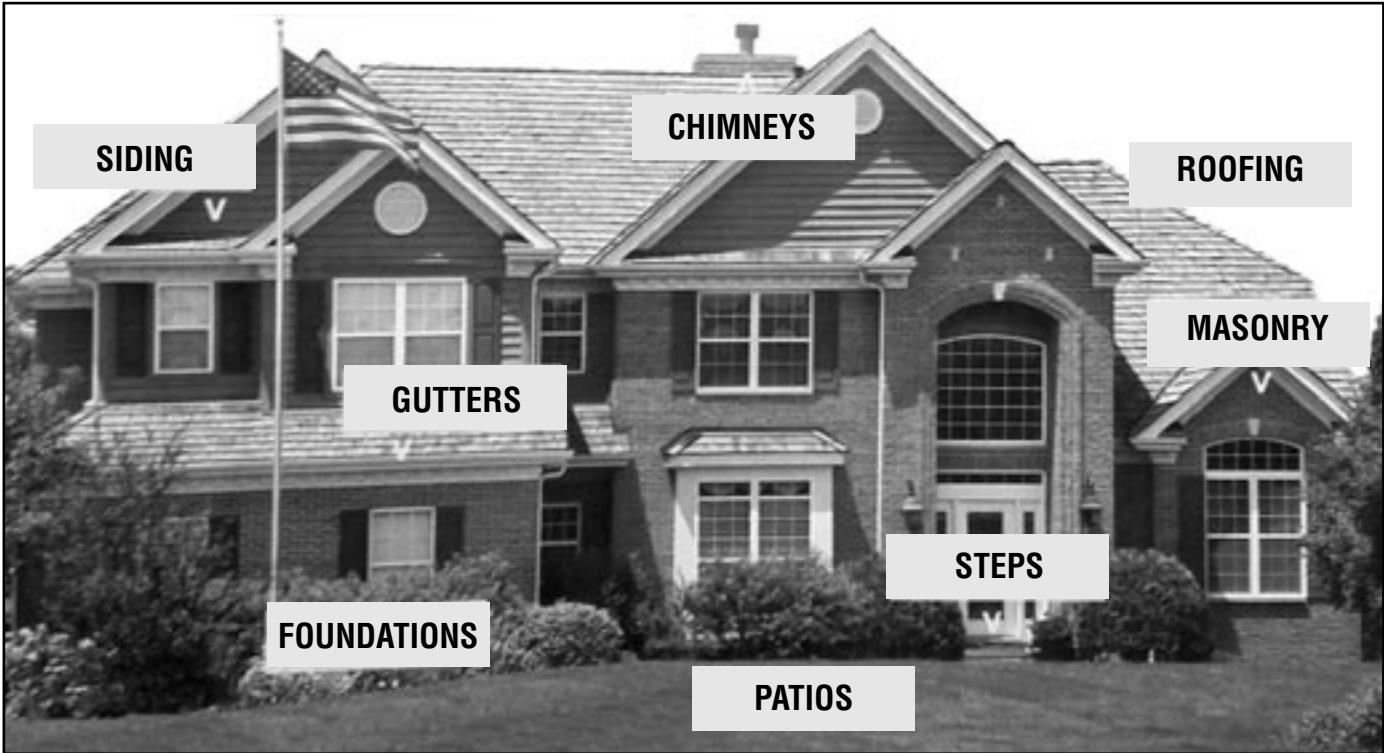 CHIMNEYS
SIDING
ROOFING
MASONRY
GUTTERS
STEPS
FOUNDATIONS
PATIOS